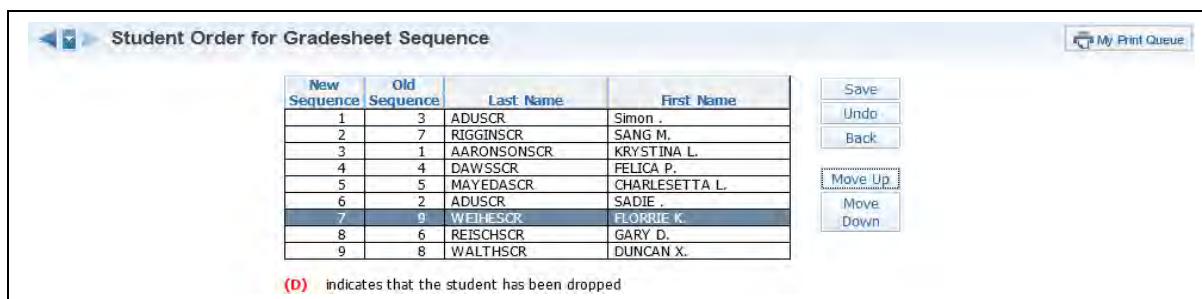 Student Order for Gradesheet Sequence
My Print Queue
New Sequence Old Sequence Last Name First Name
1 3 ADUSCR Simon .
2 7 RIGGINSCR SANG M.
3 1 AARONSONSCR KRYSTINA L.
4 4 DAWSSCR FELICA P.
5 5 MAYEDASCR CHARLESETTA L.
6 2 ADUSCR SADIE .
7 9 WEIHESCR FLORRIE K.
8 6 REISCHSCR GARY D.
9 8 WALTHSCR DUNCAN X.
Save
Undo
Back
Move Up
Move
Down
(D) indicates that the student has been dropped